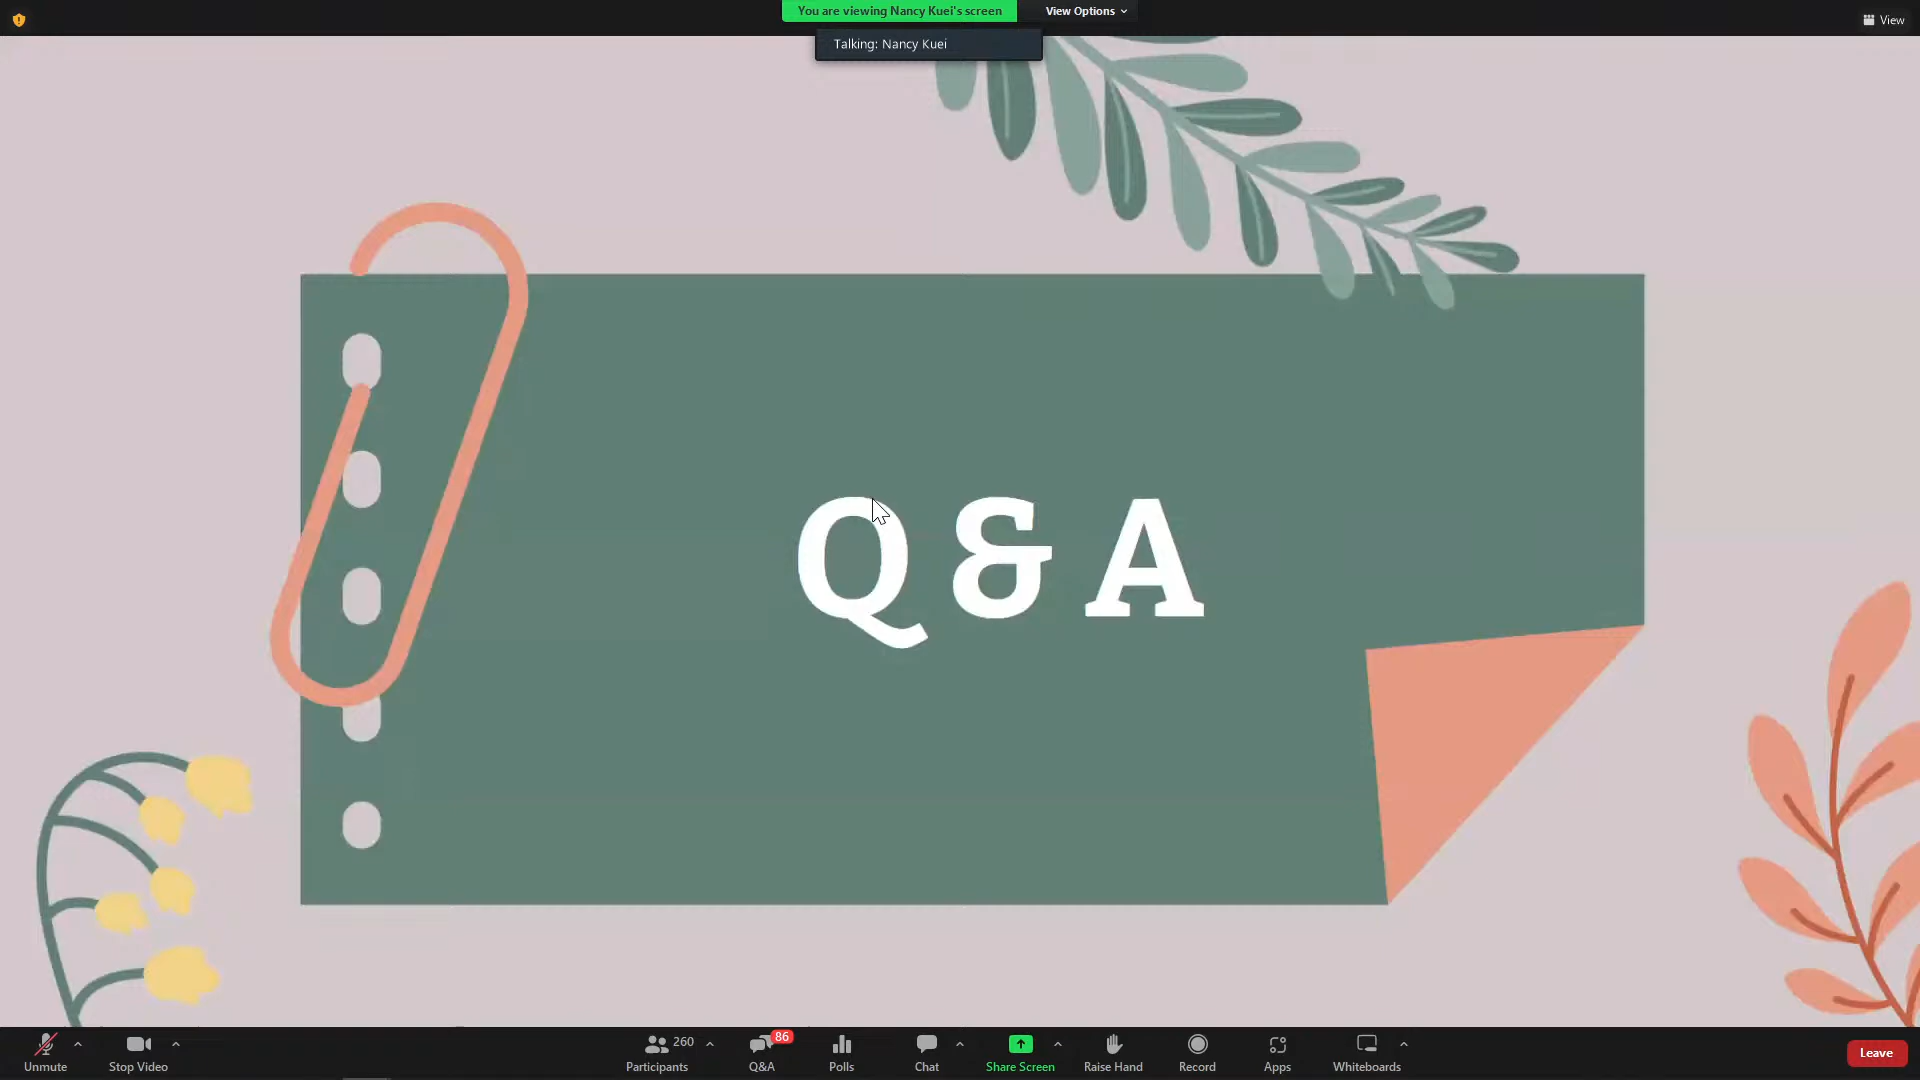 You are viewing Nancy Kuei's screen
View Options
View
Talking: Nancy Kuei
Q & A
260
86
Unmute
Stop Video
Participants
Q&A
Polls
Chat
Share Screen
Raise Hand
Record
Apps
Whiteboards
Leave